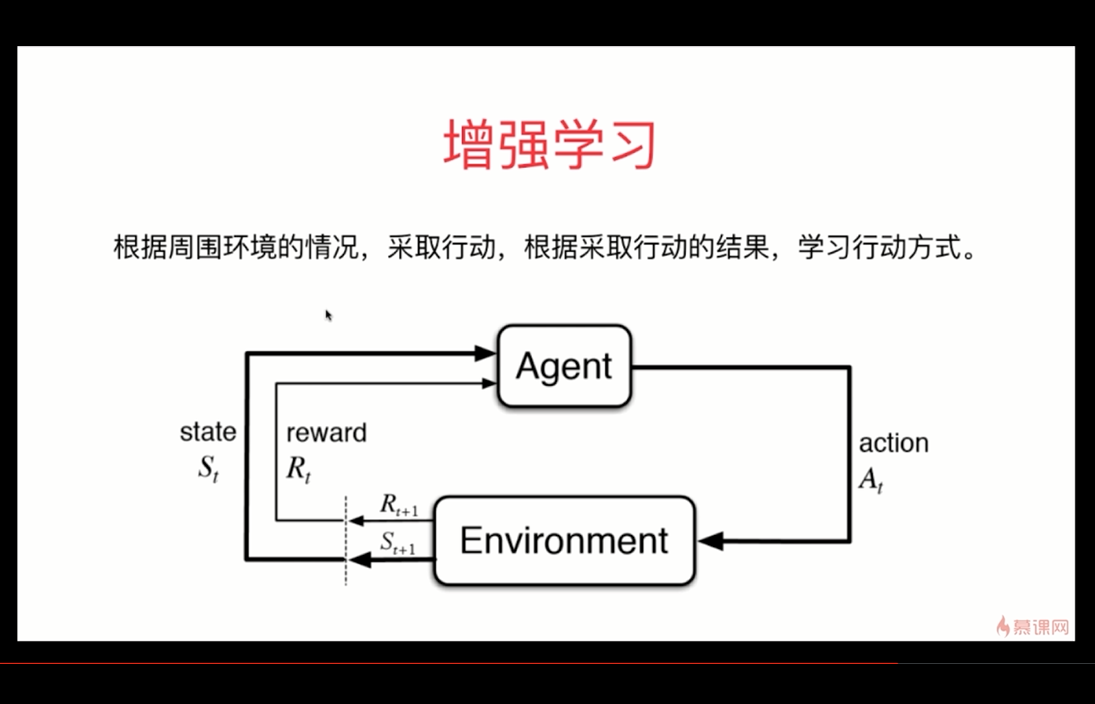 增强学习
根据周围环境的情况，采取行动，根据采取行动的结果，学习行动方式。
Agent
state
S_t
reward
R_t
action
A_t
R_{t+1}
S_{t+1}
Environment
慕课网